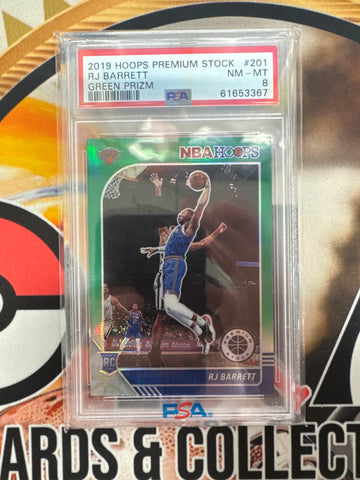 2019 HOOPS PREMIUM STOCK #201
RJ BARRETT NM - MT
GREEN PRIZM 8
PSA 61653367
NBA HOOPS
RC
RJ BARRETT
PSA
ARDS & COLLECT